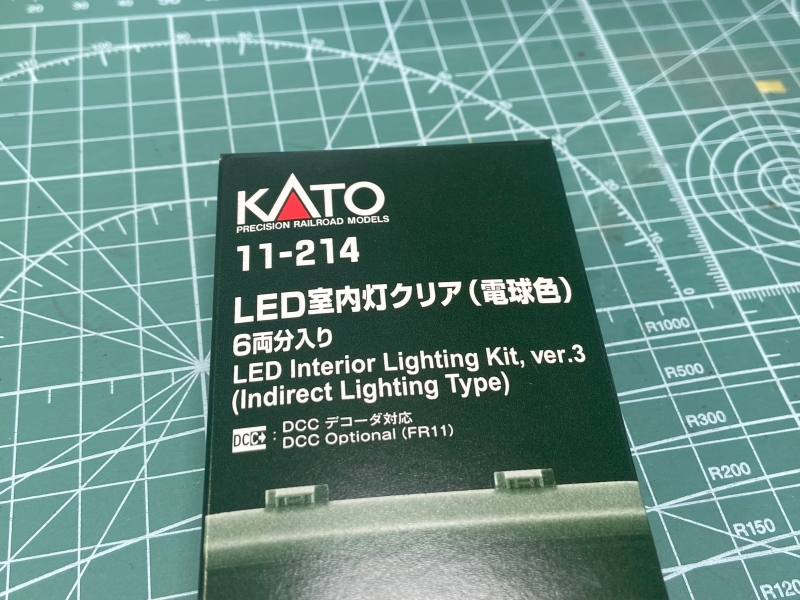 KATO
PRECISION RAILROAD MODELS
11-214
LED室内灯クリア(電球色)
6両分入り
LED Interior Lighting Kit, ver.3
(Indirect Lighting Type)
DCC : DCC デコーダ対応
DCC Optional (FR11)
R1000
R500
R300
R200
R150
R120